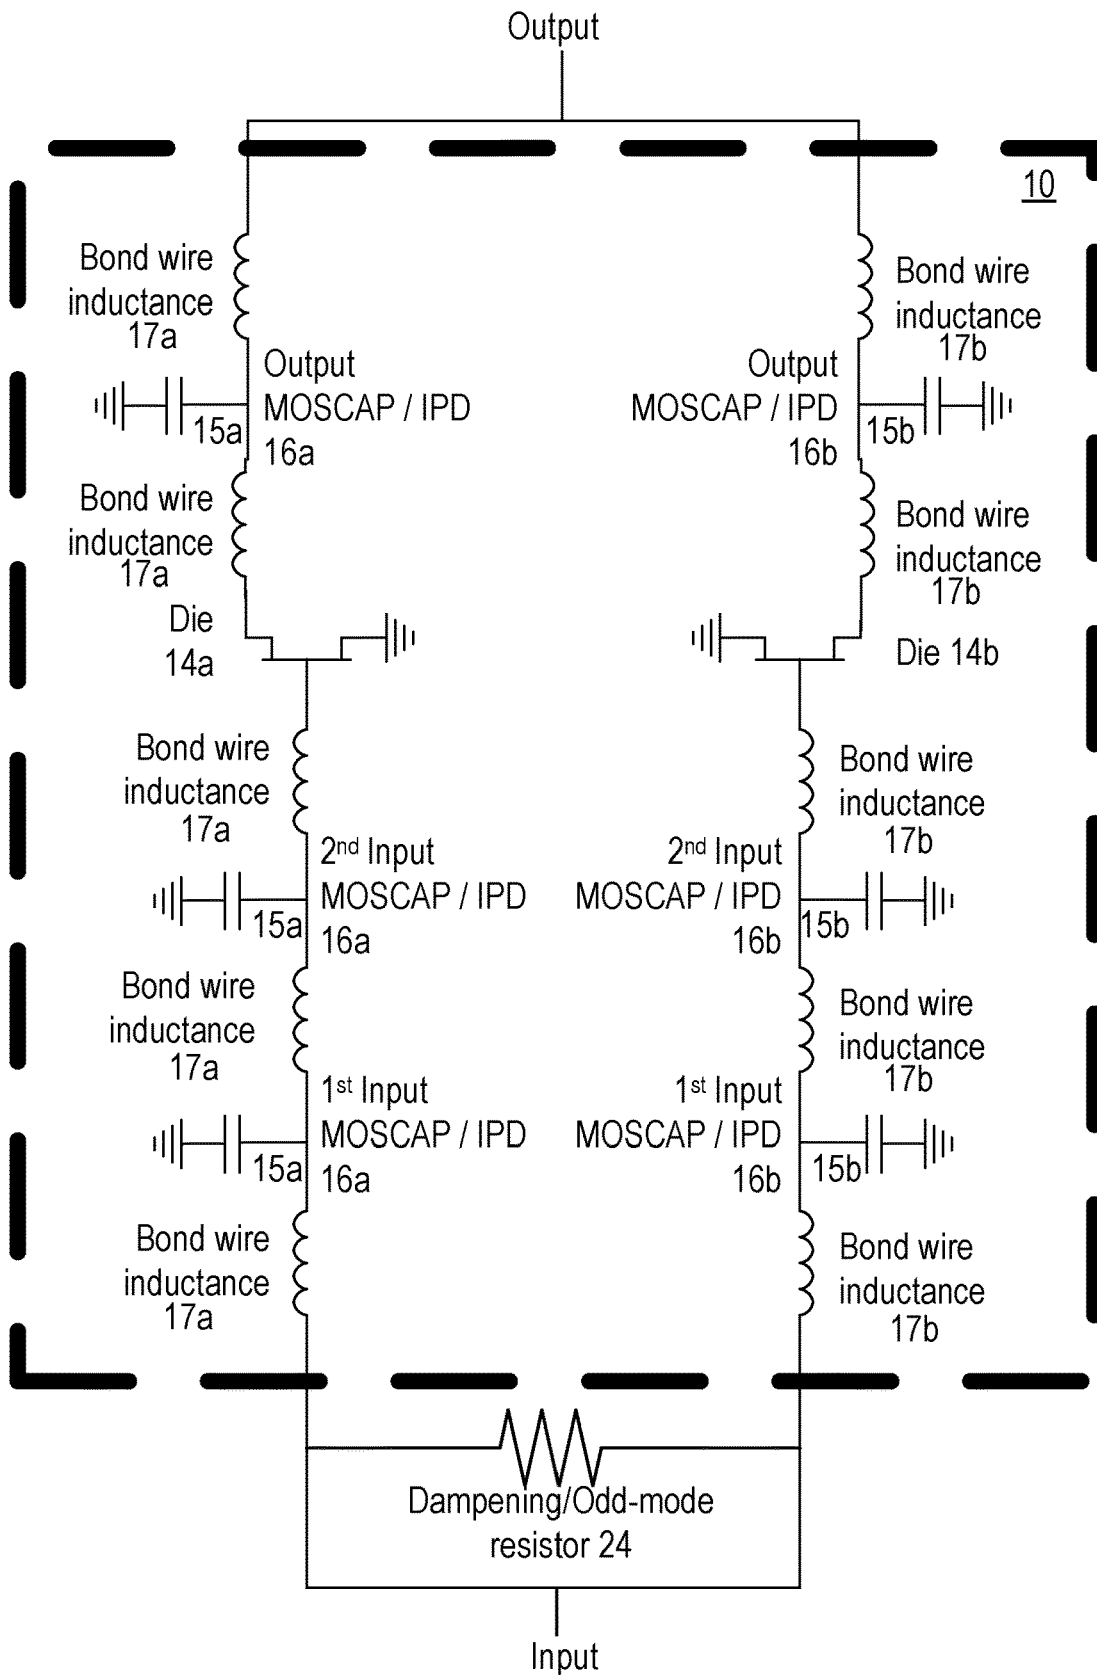 Output
10
Bond wire
inductance
17a
Bond wire
inductance
17b
Output
MOSCAP / IPD
16a
15a
Output
MOSCAP / IPD
16b
15b
Bond wire
inductance
17a
Bond wire
inductance
17b
Die
14a
Die 14b
Bond wire
inductance
17a
Bond wire
inductance
17b
2nd Input
MOSCAP / IPD
16a
15a
2nd Input
MOSCAP / IPD
16b
15b
Bond wire
inductance
17a
Bond wire
inductance
17b
1st Input
MOSCAP / IPD
16a
15a
1st Input
MOSCAP / IPD
16b
15b
Bond wire
inductance
17a
Bond wire
inductance
17b
Dampening/Odd-mode
resistor 24
Input